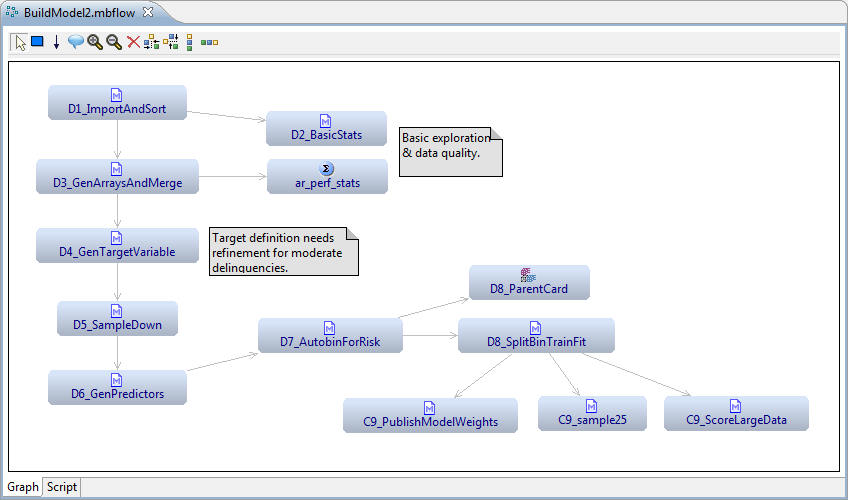 BuildModel2.mbflow
D1_ImportAndSort
D2_BasicStats
Basic exploration
& data quality.
D3_GenArraysAndMerge
ar_perf_stats
D4_GenTargetVariable
Target definition needs
refinement for moderate
delinquencies.
D8_ParentCard
D5_SampleDown
D7_AutobinForRisk
D8_SplitBinTrainFit
D6_GenPredictors
C9_PublishModelWeights
C9_sample25
C9_ScoreLargeData
Graph
Script